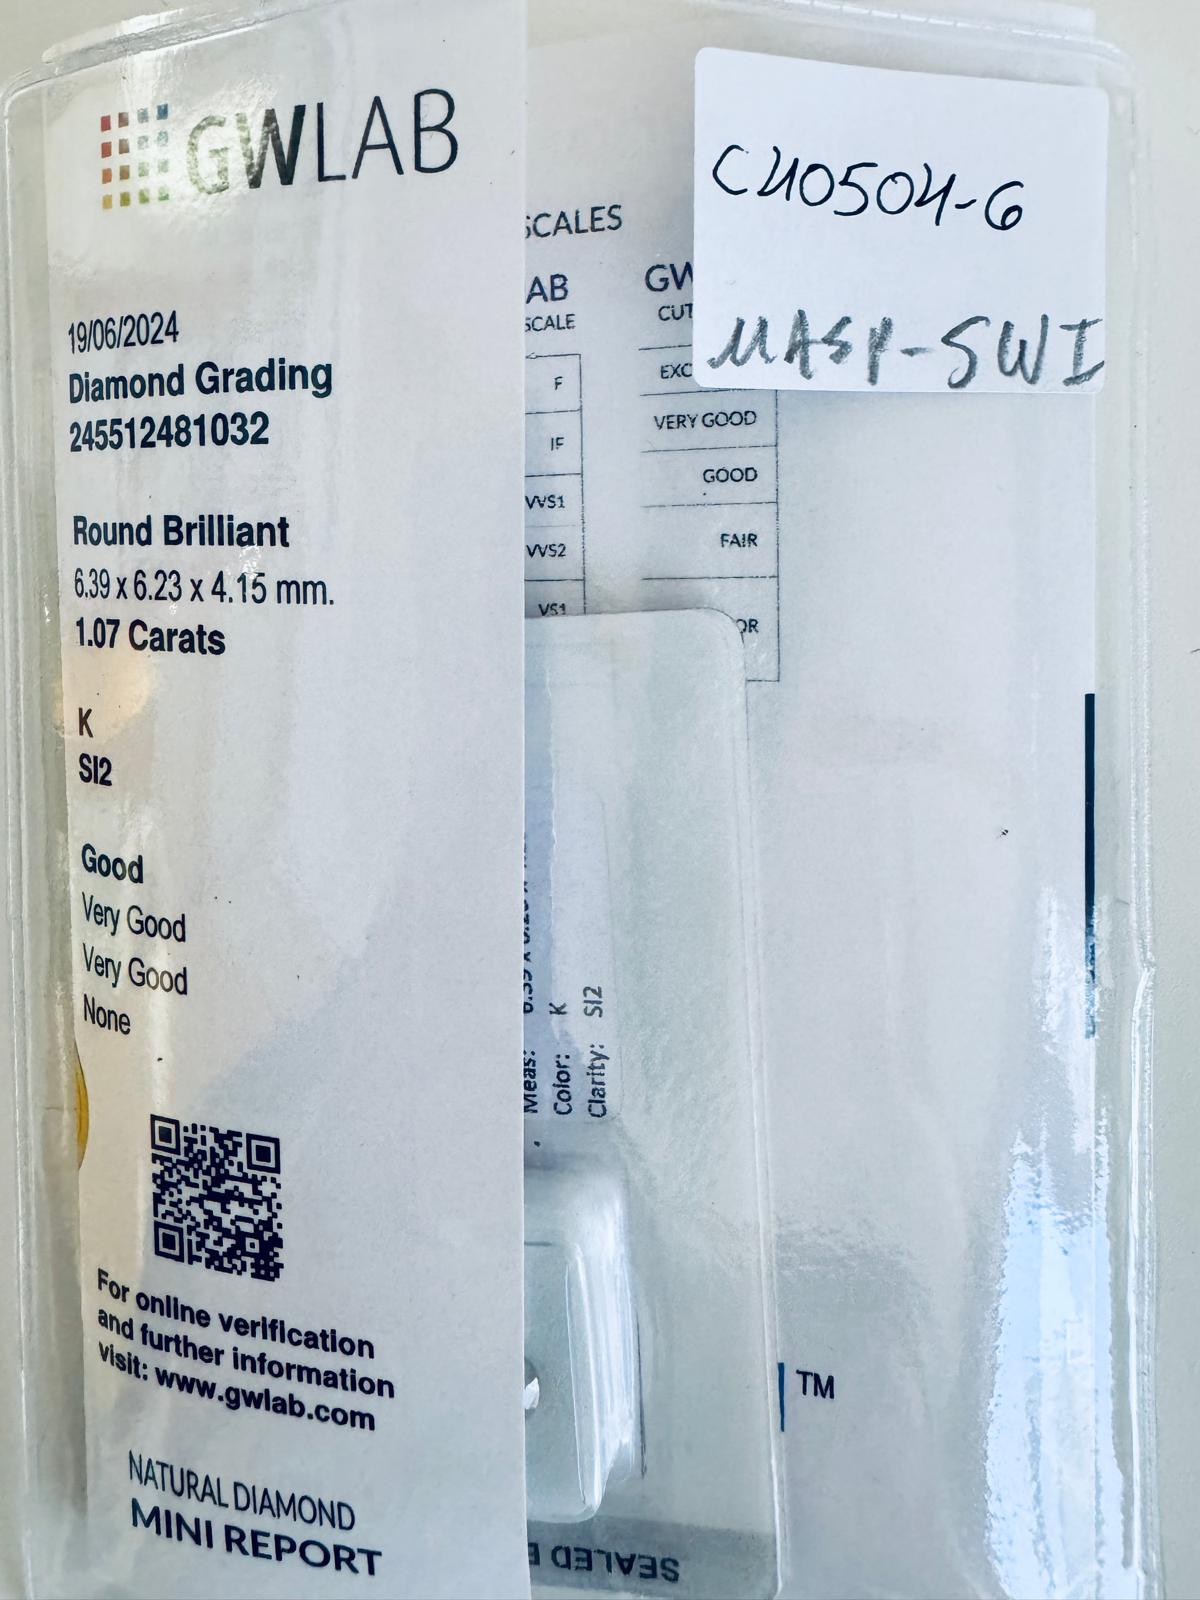 GWLAB
19/06/2024
Diamond Grading
245512481032
Round Brilliant
6.39 x 6.23 x 4.15 mm.
1.07 Carats
K
SI2
Good
Very Good
Very Good
None
For online verification
and further information
visit: www.gwlab.com
NATURAL DIAMOND
MINI REPORT
SCALES
AB
SCALE
F
IF
VVS1
VVS2
VS1
GW
CUT
EXC
VERY GOOD
GOOD
FAIR
OR
C40504-6
MASP-SWI
Meas:
Color: K
Clarity: SI2
TM
SEALED